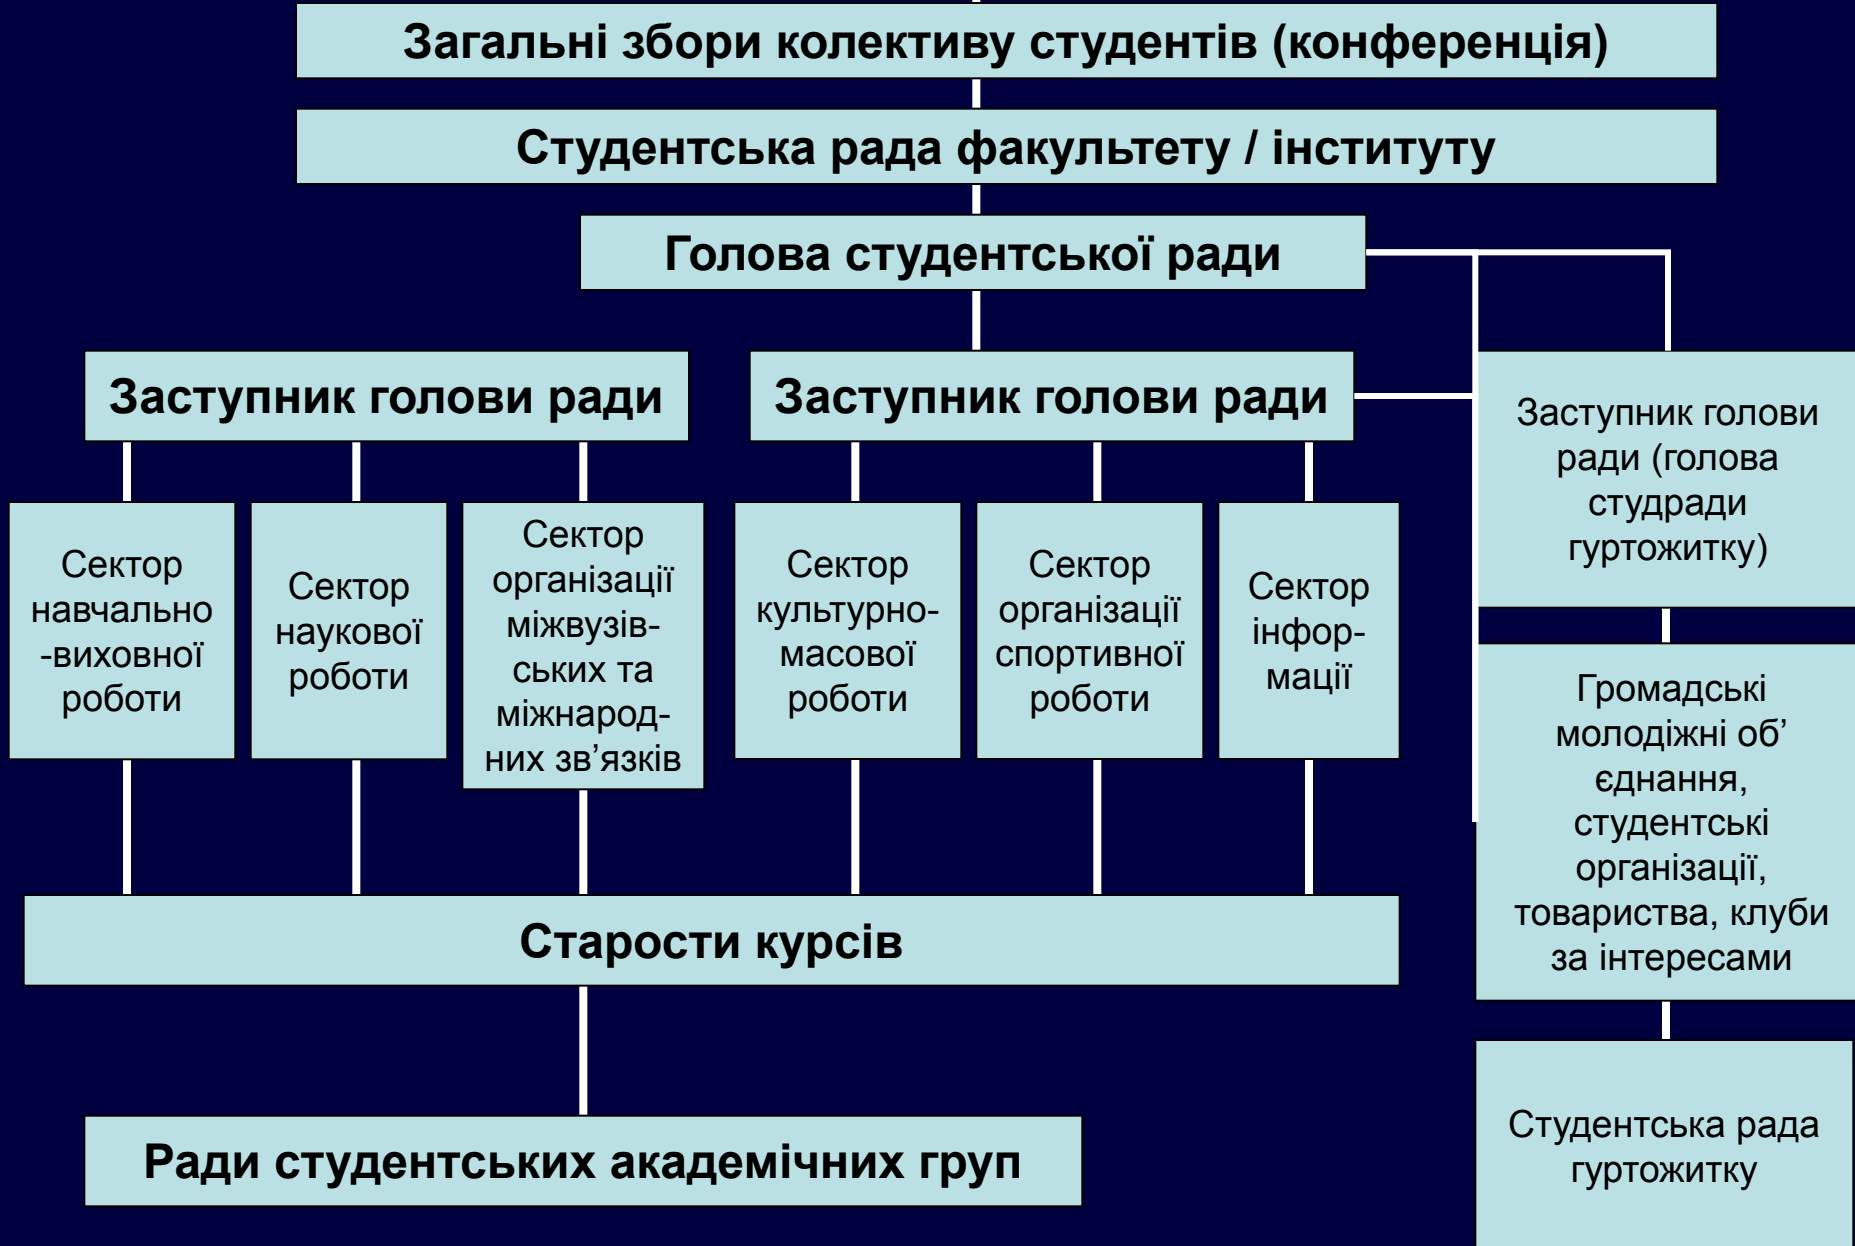 Загальні збори колективу студентів (конференція)
Студентська рада факультету / інституту
Голова студентської ради
Заступник голови ради
Заступник голови ради
Заступник голови
ради (голова
студради
гуртожитку)
Сектор
навчально
-виховної
роботи
Сектор
наукової
роботи
Сектор
організації
міжвузів-
ських та
міжнарод-
них зв’язків
Сектор
культурно-
масової
роботи
Сектор
організації
спортивної
роботи
Сектор
інфор-
мації
Громадські
молодіжні об’
єднання,
студентські
організації,
товариства, клуби
за інтересами
Старости курсів
Ради студентських академічних груп
Студентська рада
гуртожитку